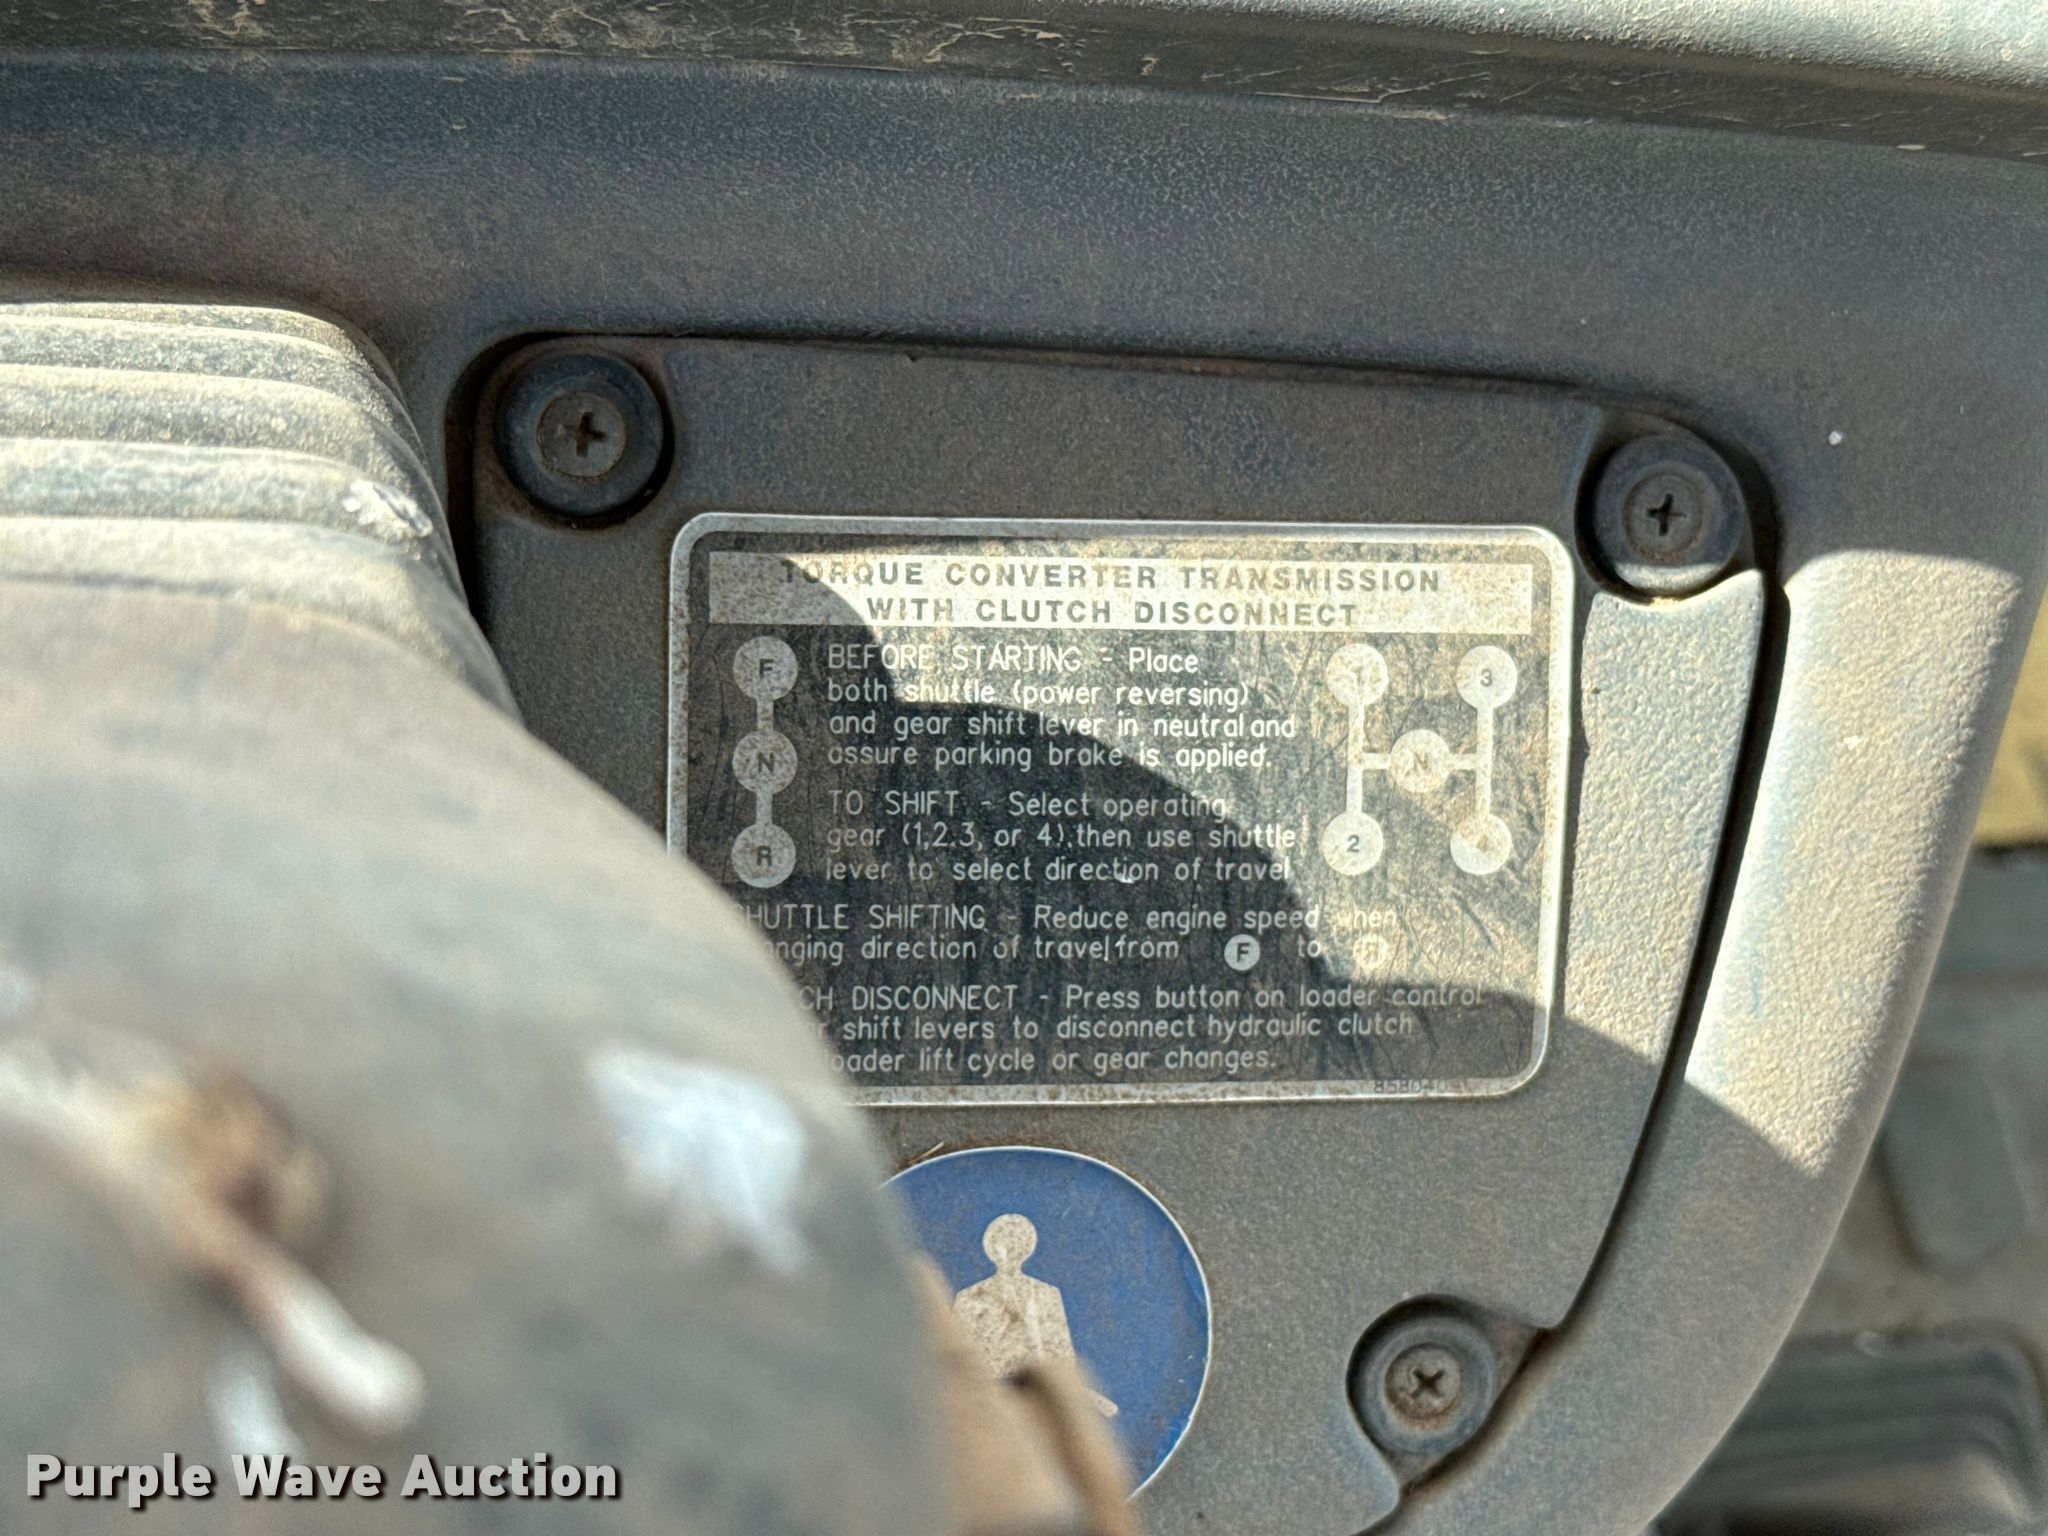 TORQUE CONVERTER TRANSMISSION
WITH CLUTCH DISCONNECT
F
N
R
BEFORE STARTING - Place
both shuttle (power reversing)
and gear shift lever in neutral and
assure parking brake is applied.
TO SHIFT - Select operating
gear (1,2,3, or 4), then use shuttle
lever to select direction of travel
1
3
N
2
4
SHUTTLE SHIFTING - Reduce engine speed when
direction of travel from F to R
DISCONNECT - Press button on loader control
shift levers to disconnect hydraulic clutch
loader lift cycle or gear changes.
Purple Wave Auction